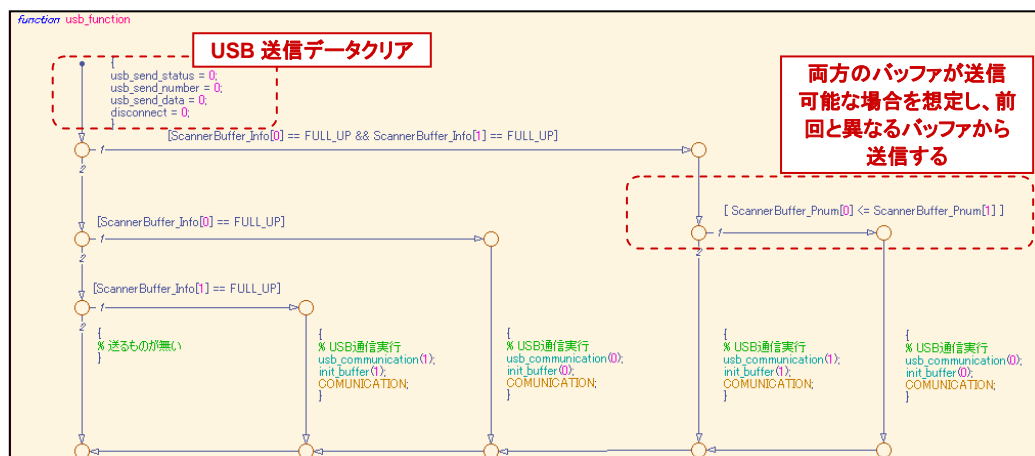 function usb_function
USB 送信データクリア
{
usb_send_status = 0;
usb_send_number = 0;
usb_send_data = 0;
disconnect = 0;
}
両方のバッファが送信
可能な場合を想定し、前
回と異なるバッファから
送信する
[ScannerBuffer_Info[0] == FULL_UP && ScannerBuffer_Info[1] == FULL_UP]
1
2
[ ScannerBuffer_Pnum[0] <= ScannerBuffer_Pnum[1] ]
1
2
[ScannerBuffer_Info[0] == FULL_UP]
1
2
[ScannerBuffer_Info[1] == FULL_UP]
1
2
{
% 送るものが無い
}
{
% USB通信実行
usb_communication(1);
init_buffer(1);
COMUNICATION;
}
{
% USB通信実行
usb_communication(0);
init_buffer(0);
COMUNICATION;
}
{
% USB通信実行
usb_communication(1);
init_buffer(1);
COMUNICATION;
}
{
% USB通信実行
usb_communication(0);
init_buffer(0);
COMUNICATION;
}